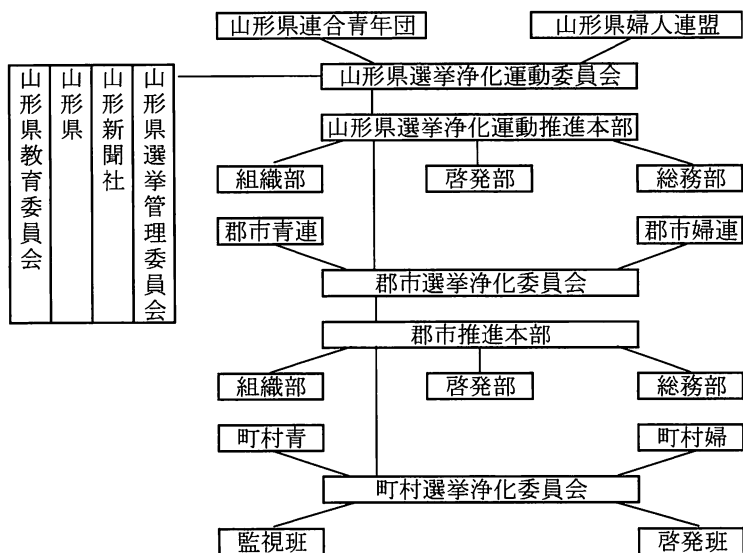 山形県連合青年団
山形県婦人連盟
山形県選挙浄化運動委員会
山形県選挙管理委員会
山形新聞社
山形県
山形県教育委員会
山形県選挙浄化運動推進本部
組織部
啓発部
総務部
郡市青連
郡市婦連
郡市選挙浄化委員会
郡市推進本部
組織部
啓発部
総務部
町村青
町村婦
町村選挙浄化委員会
監視班
啓発班